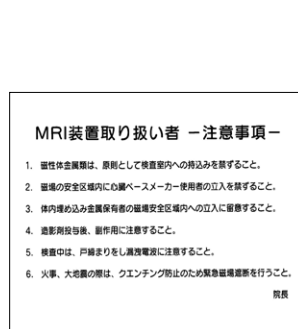 MRI装置取り扱い者 －注意事項－
1. 磁性体金属類は、原則として検査室内への持込みを禁ずること。
2. 磁場の安全区域内に心臓ペースメーカー使用者の立入を禁ずること。
3. 体内埋め込み金属保有者の磁場安全区域内への立入に留意すること。
4. 造影剤投与後、副作用に注意すること。
5. 検査中は、戸締まりをし漏洩電波に注意すること。
6. 火事、大地震の際は、クエンチング防止のため緊急磁場遮断を行うこと。
院長